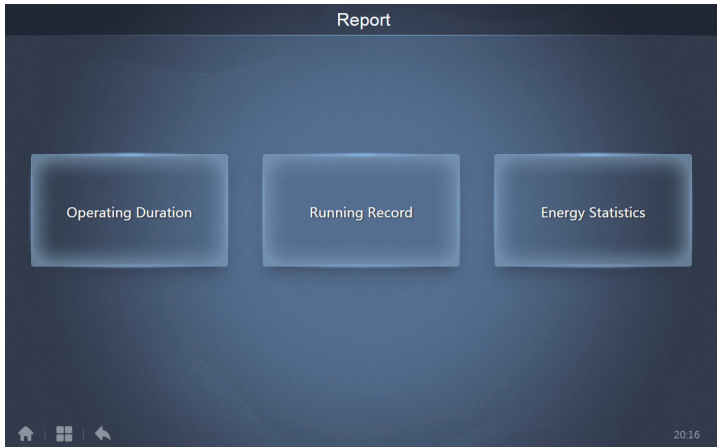 Report
Operating Duration
Running Record
Energy Statistics
20:16